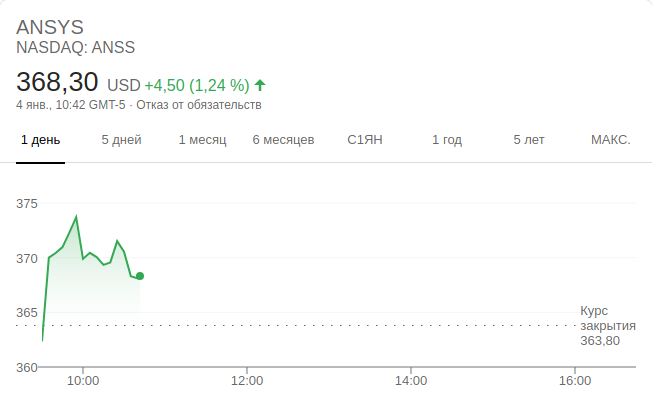 ANSYS
NASDAQ: ANSS
368,30 USD +4,50 (1,24 %)
4 янв., 10:42 GMT-5 · Отказ от обязательств
1 день 5 дней 1 месяц 6 месяцев С1ЯН 1 год 5 лет МАКС.
375
370
365
Курс
закрытия
363,80
360
10:00 12:00 14:00 16:00